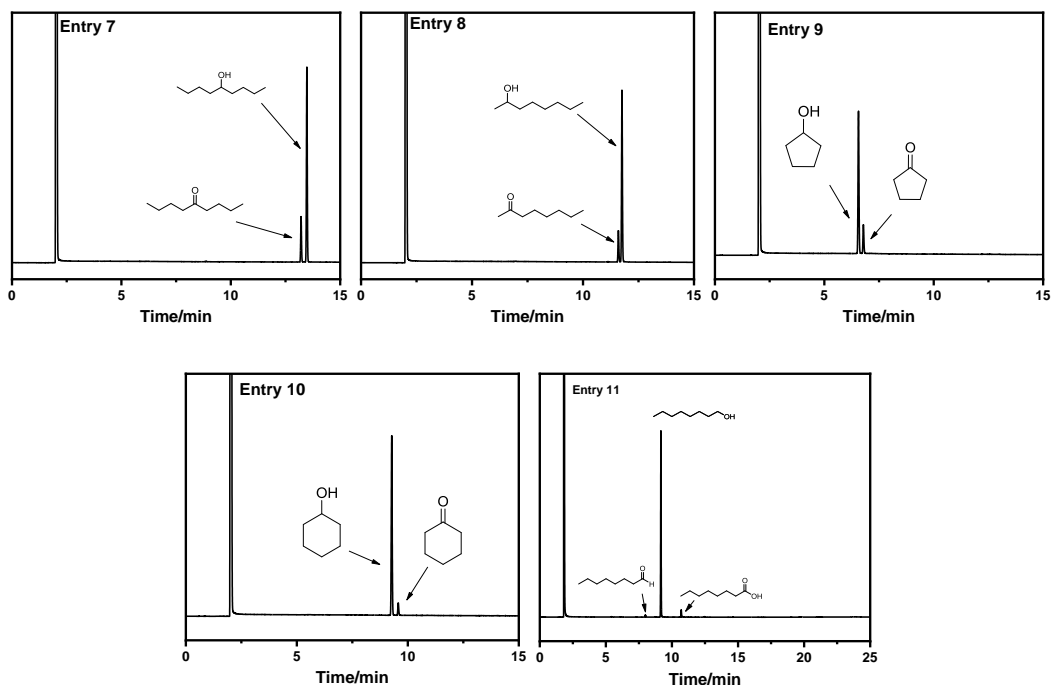 Entry 7
OH
O
0 5 10 15
Time/min
Entry 8
OH
O
0 5 10 15
Time/min
Entry 9
OH
O
5 10 15
Time/min
Entry 10
OH
O
0 5 10 15
Time/min
Entry 11
OH
O
H
O
OH
0 5 10 15 20 25
Time/min